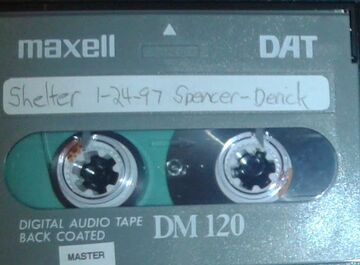 maxell DAT
Shelter 1-24-97 Spencer-Derick
DIGITAL AUDIO TAPE
BACK COATED
DM 120
MASTER